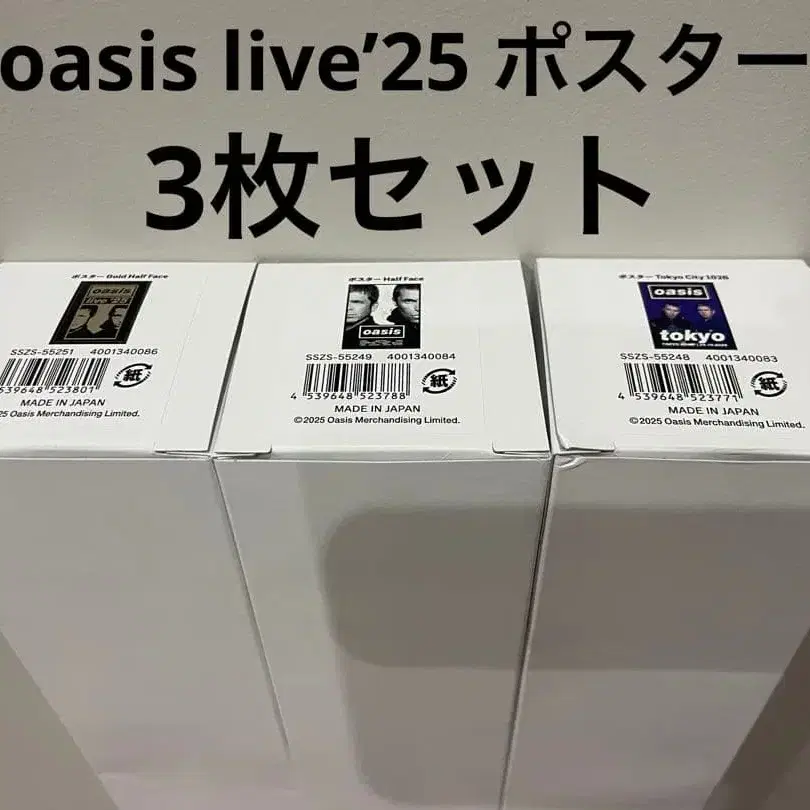 oasis live’25 ポスター
3枚セット
ポスター Gold Half Face
oasis
live '25
SSZS-55251 4001340086
539648 523801
紙
MADE IN JAPAN
25 Oasis Merchandising Limited.
ポスター Half Face
oasis
SSZS-55249 4001340084
4 539648 523788
紙
MADE IN JAPAN
©2025 Oasis Merchandising Limited.
ポスター Tokyo City 1026
oasis
tokyo
SSZS-55248 4001340083
4 539648 523771
紙
MADE IN JAPAN
©2025 Oasis Merchandising Limited.